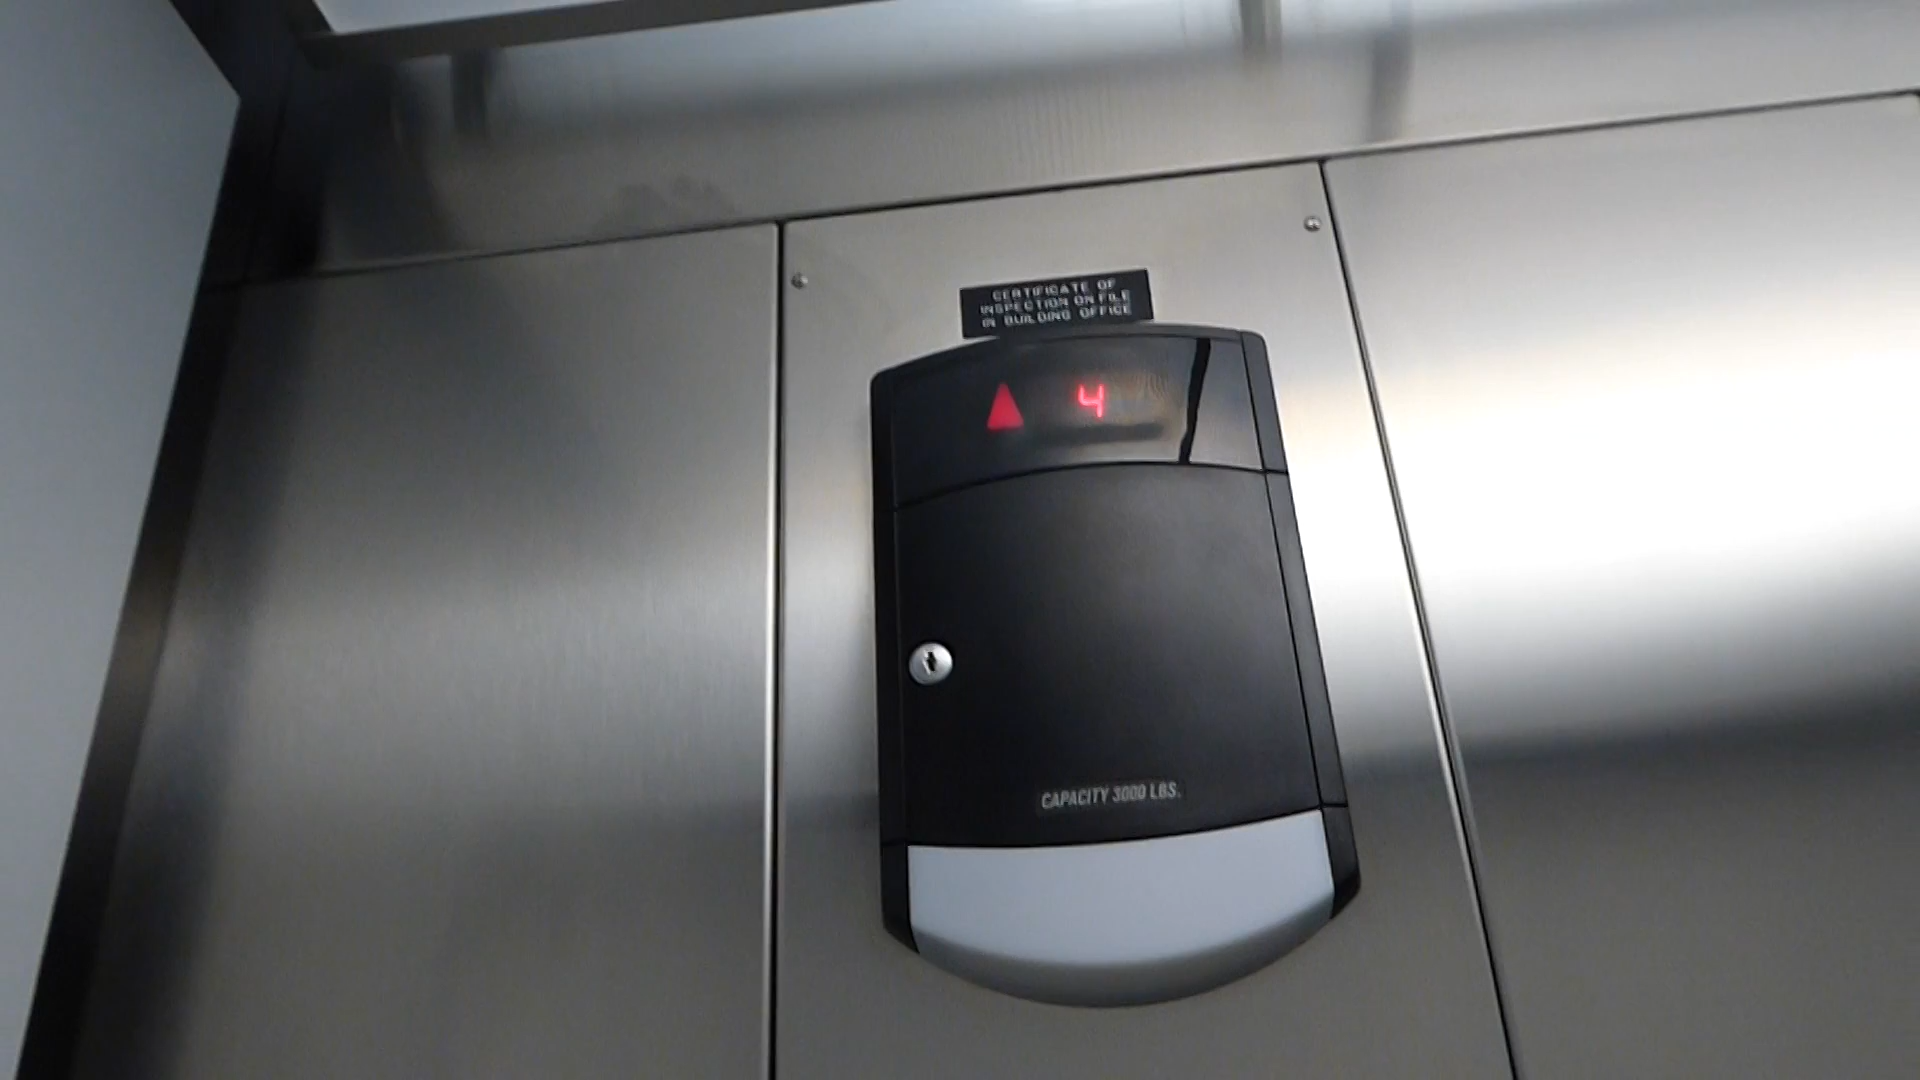 CERTIFICATE OF
INSPECTION ON FILE
IN BUILDING OFFICE
4
CAPACITY 3000 LBS.